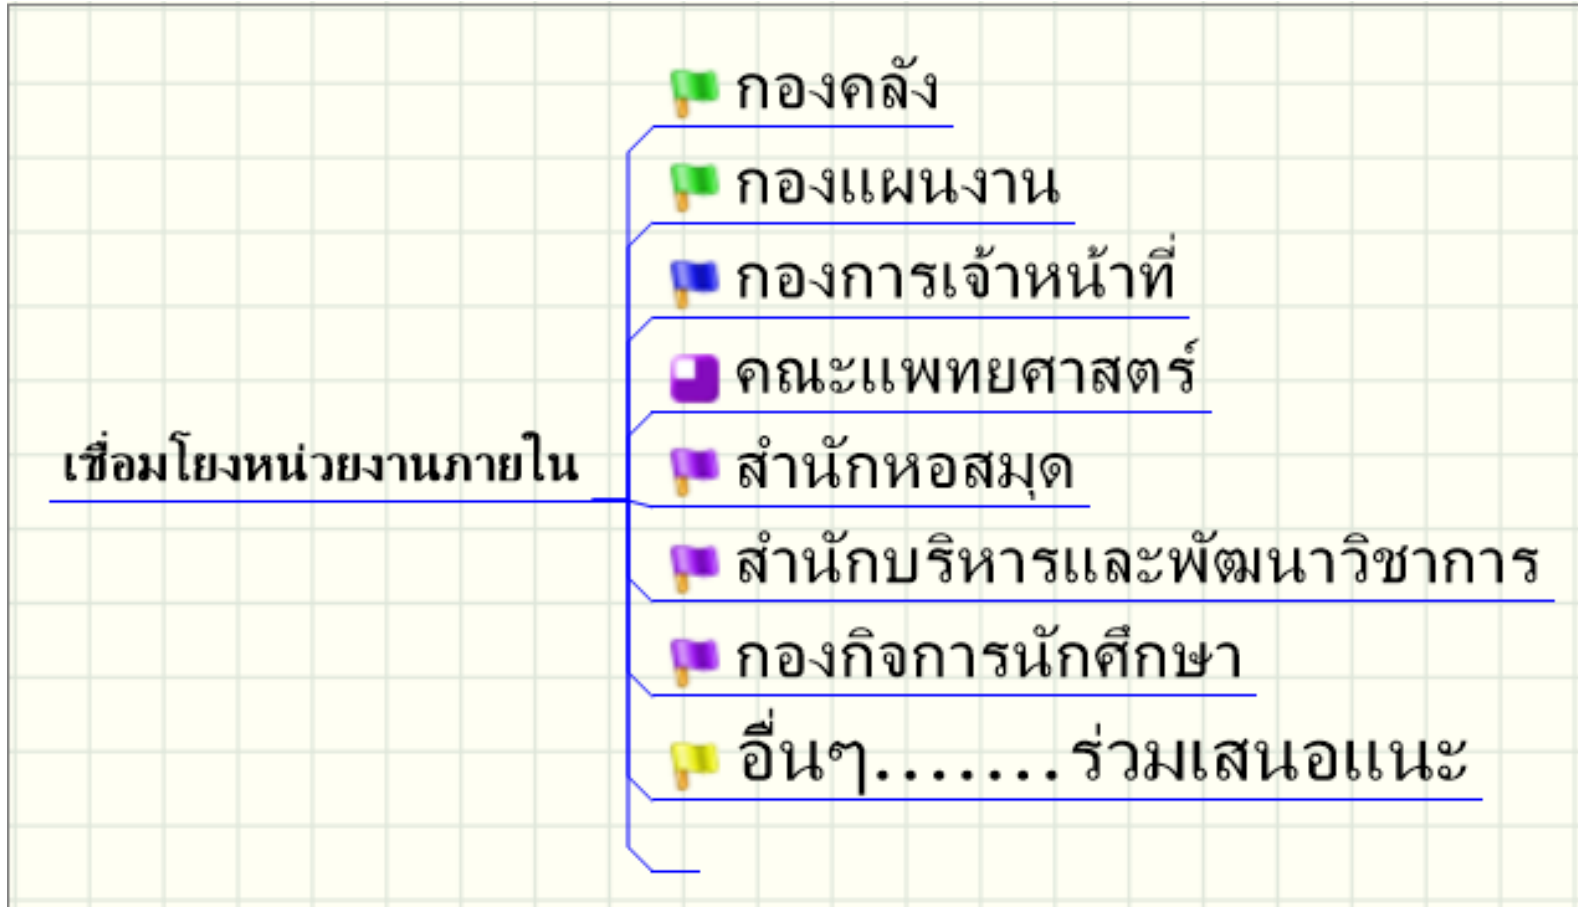 กองคลัง
กองแผนงาน
กองการเจ้าหน้าที่
คณะแพทยศาสตร์
เชื่อมโยงหน่วยงานภายใน
สำนักหอสมุด
สำนักบริหารและพัฒนาวิชาการ
กองกิจการนักศึกษา
อื่นๆ.......ร่วมเสนอแนะ